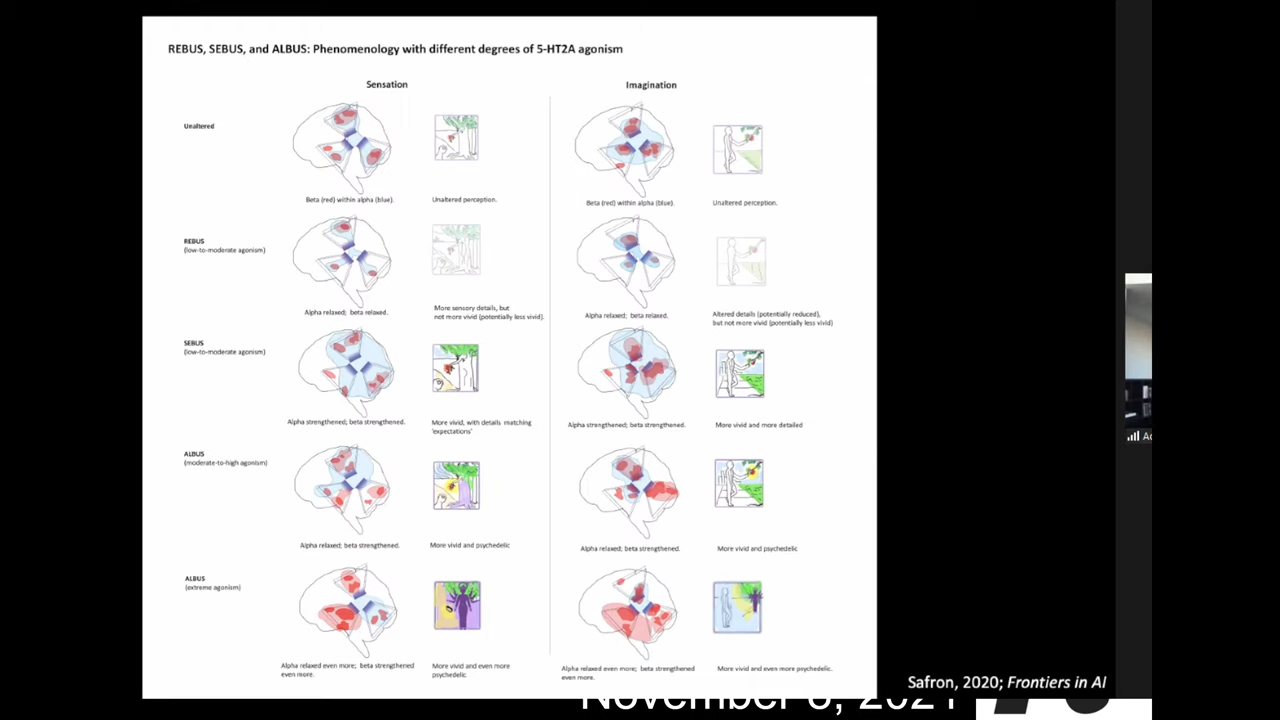 REBUS, SEBUS, and ALBUS: Phenomenology with different degrees of 5-HT2A agonism
Sensation
Imagination
Unaltered
Beta (red) within alpha (blue).
Unaltered perception.
Beta (red) within alpha (blue).
Unaltered perception.
REBUS
(low-to-moderate agonism)
Alpha relaxed; beta relaxed.
More sensory details, but
not more vivid (potentially less vivid).
Alpha relaxed; beta relaxed.
Altered details (potentially reduced),
but not more vivid (potentially less vivid)
SEBUS
(low-to-moderate agonism)
Alpha strengthened; beta strengthened.
More vivid, with details matching
'expectations'
Alpha strengthened; beta strengthened.
More vivid and more detailed
ALBUS
(moderate-to-high agonism)
Alpha relaxed; beta strengthened.
More vivid and psychedelic
Alpha relaxed; beta strengthened.
More vivid and psychedelic
ALBUS
(extreme agonism)
Alpha relaxed even more; beta strengthened
even more.
More vivid and even more
psychedelic
Alpha relaxed even more; beta strengthened
even more.
More vivid and even more psychedelic.
Safron, 2020; Frontiers in AI
November 8, 2021